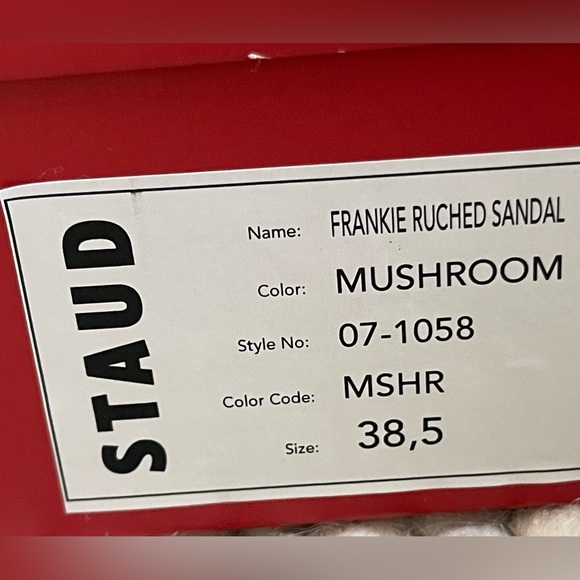 STAUD
Name: FRANKIE RUCHED SANDAL
Color: MUSHROOM
Style No: 07-1058
Color Code: MSHR
Size: 38,5